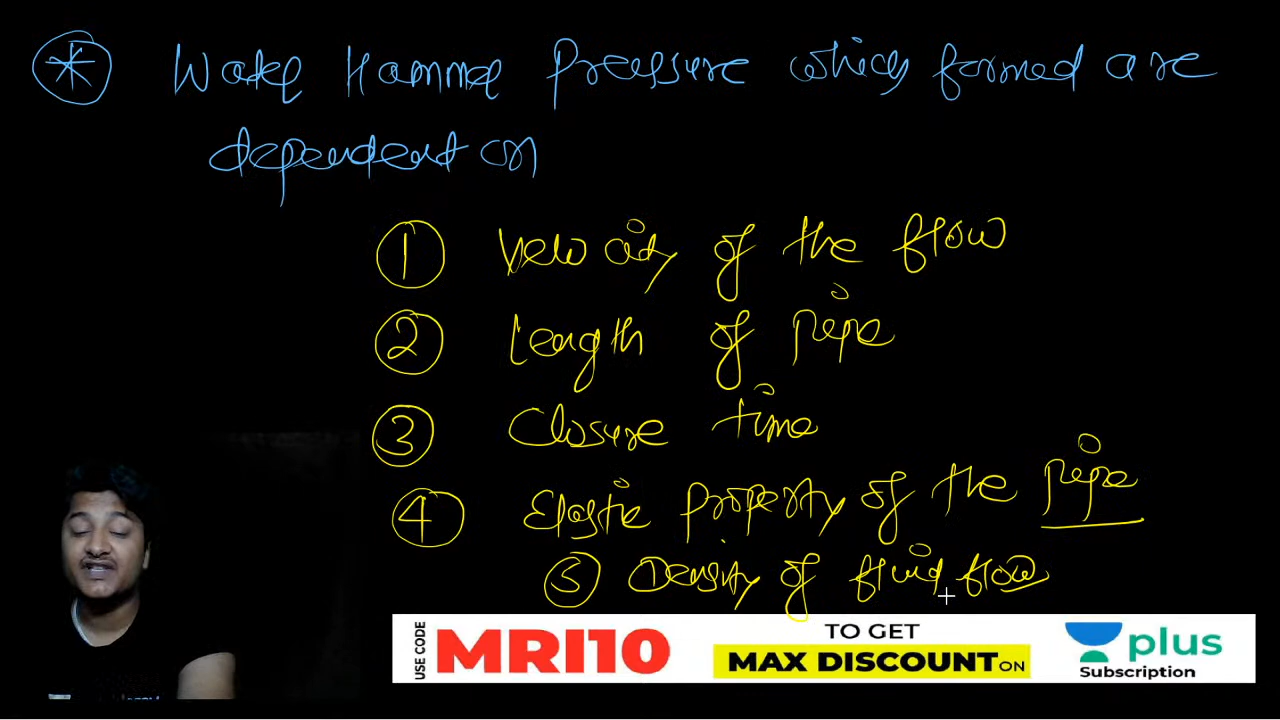 * Water Hammer Pressure which formed are
dependent on
1 Velocity of the flow
2 Length of pipe
3 Closure time
4 Elastic property of the pipe
5 Density of fluid flow
USE CODE MRI10 TO GET MAX DISCOUNT ON plus Subscription